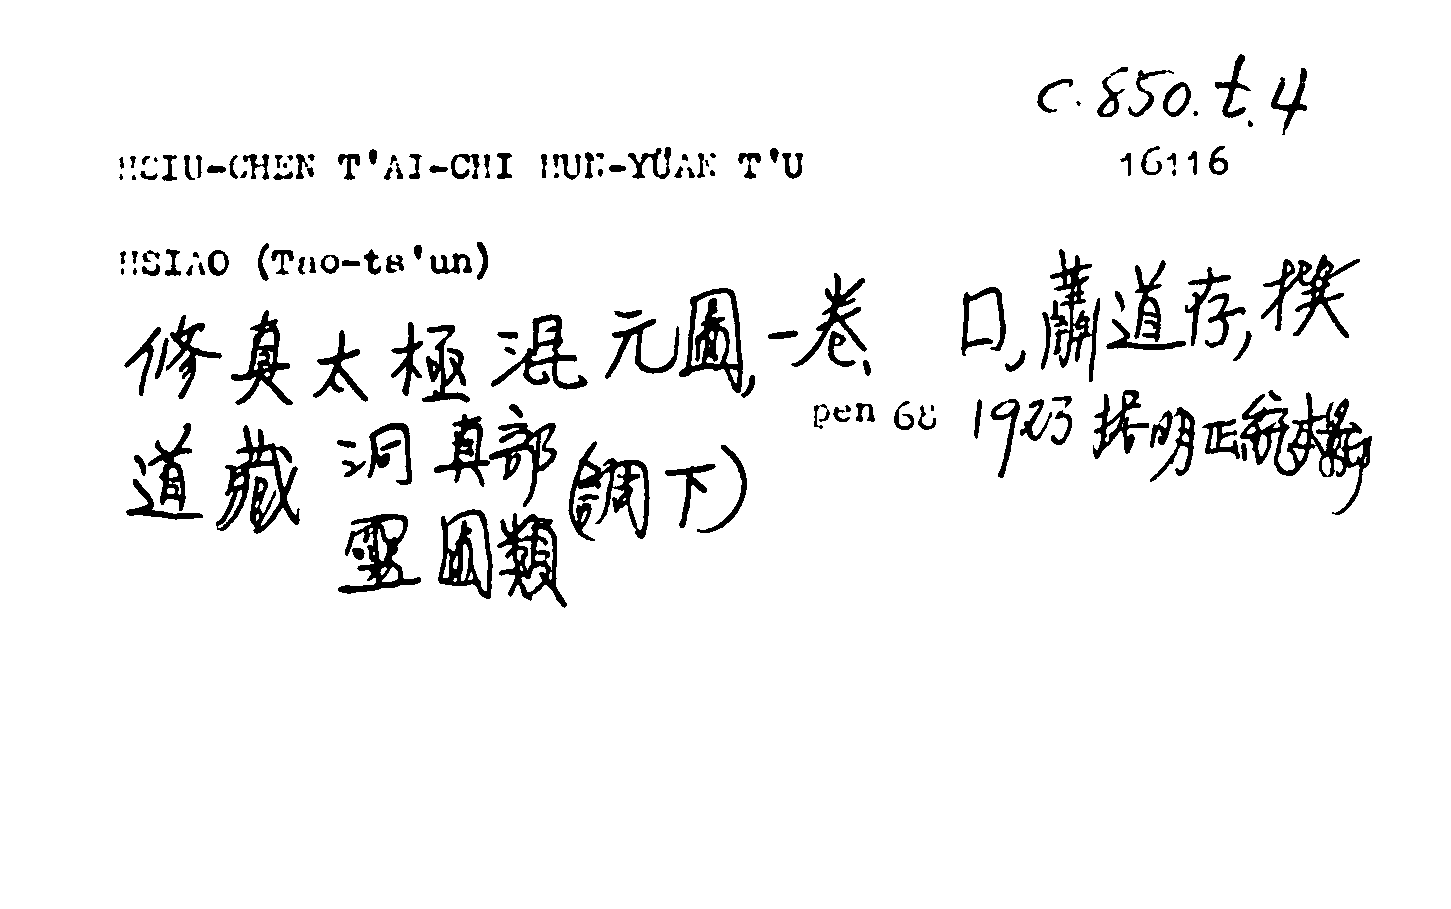 C.850.t.4
HSIU-CHEN T'AI-CHI HUN-YÜAN T'U 16116
HSIAO (Tao-ts'un)
修真太極混元圖,一卷、 口,蕭道存,撰
pen 68 1923 據明正統本影印
道藏 洞真部 (調下)
靈圖類